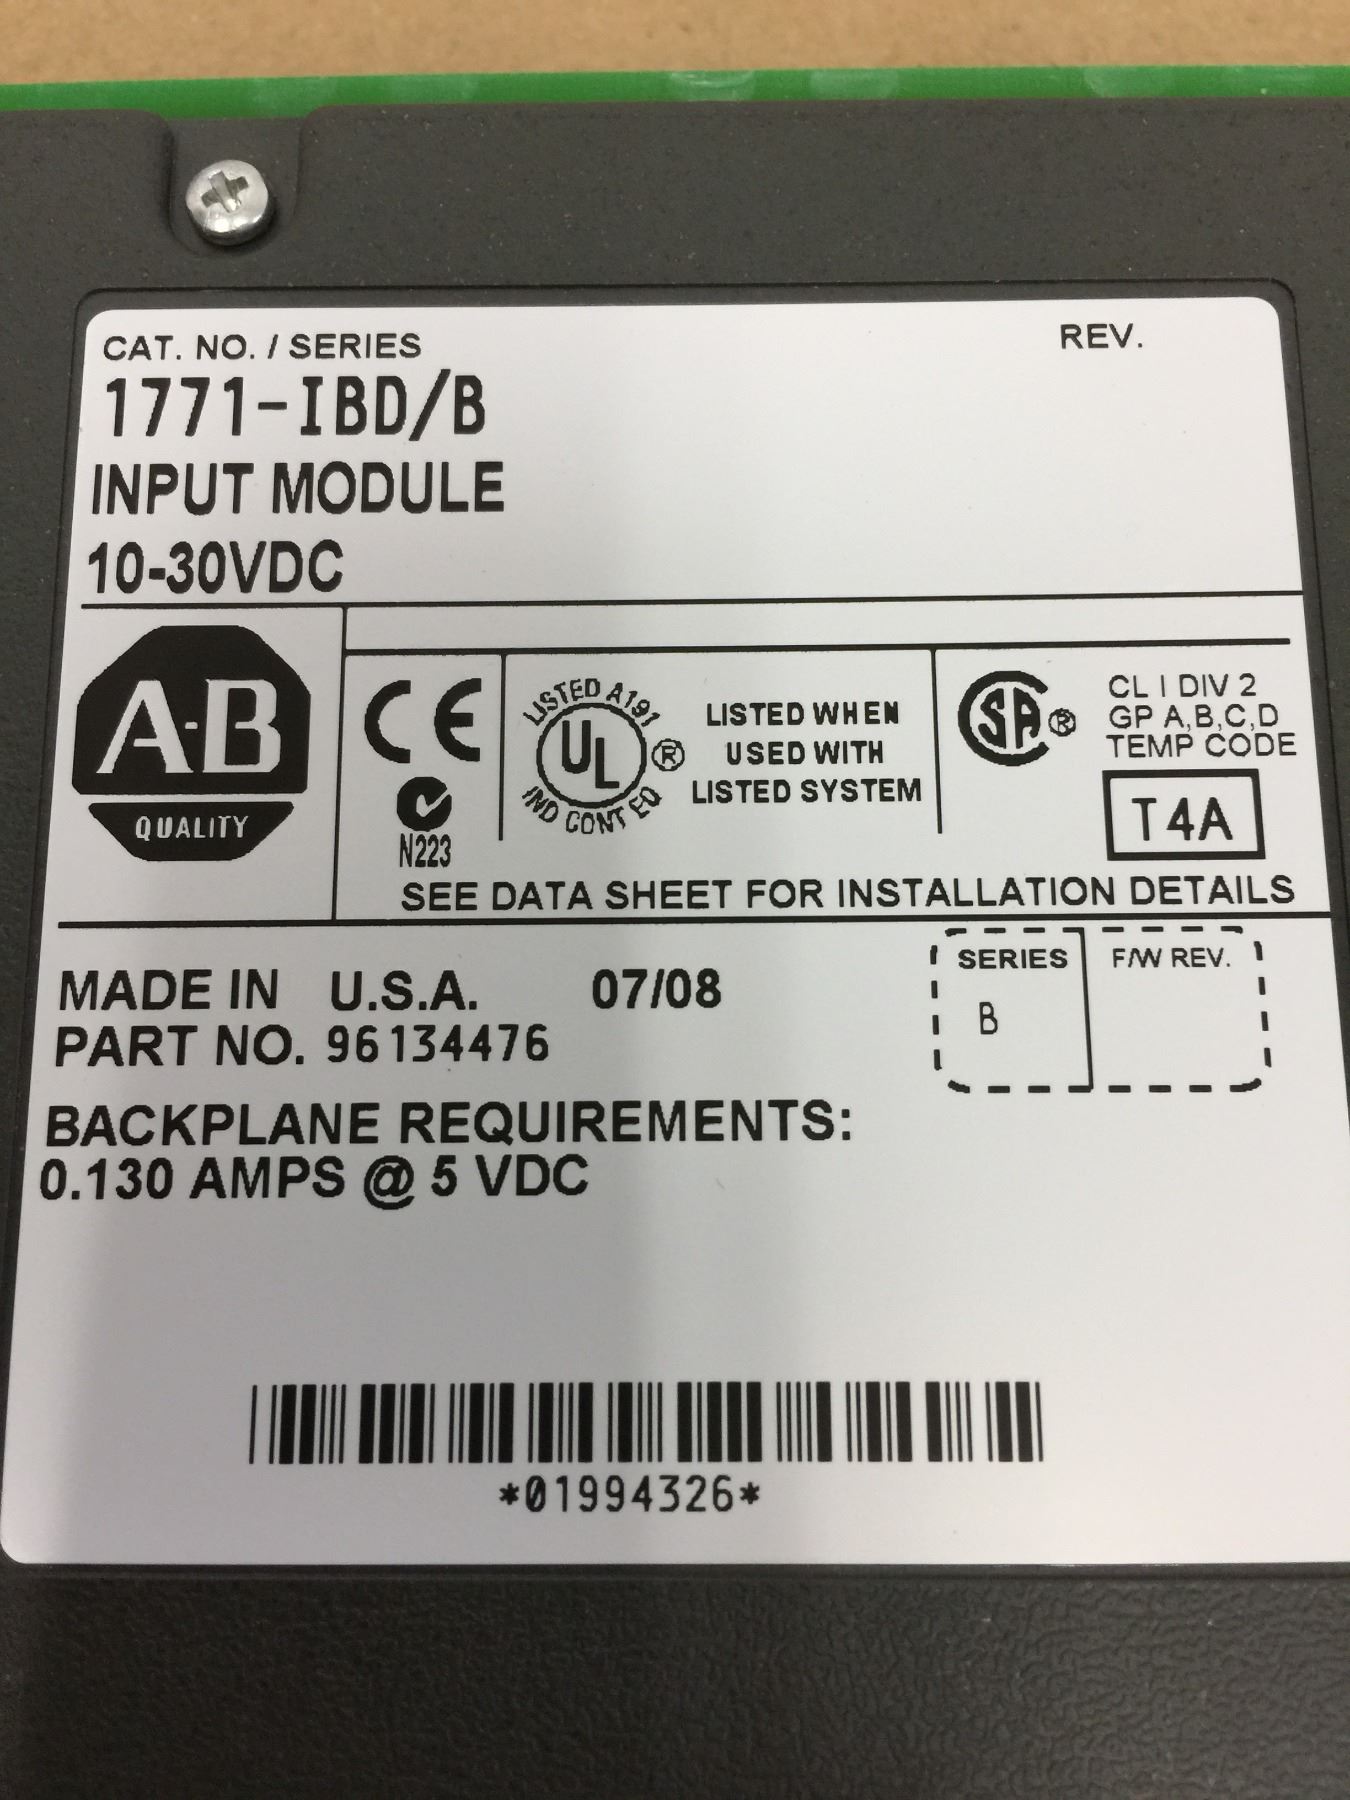 CAT. NO. / SERIES
REV.
1771-IBD/B
INPUT MODULE
10-30VDC
A-B
QUALITY
CE
N223
LISTED A191
UL ®
IND CONT EQ
LISTED WHEN
USED WITH
LISTED SYSTEM
SA ®
CL I DIV 2
GP A,B,C,D
TEMP CODE
T4A
SEE DATA SHEET FOR INSTALLATION DETAILS
MADE IN U.S.A. 07/08
PART NO. 96134476
SERIES
B
F/W REV.
BACKPLANE REQUIREMENTS:
0.130 AMPS @ 5 VDC
*01994326*